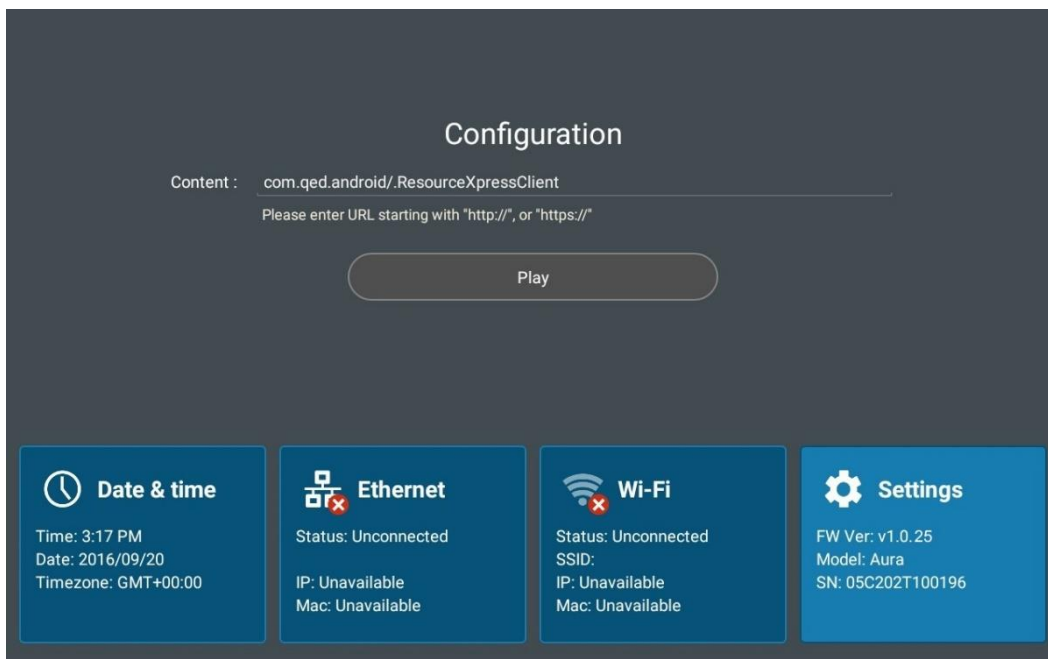 Configuration
Content : com.qed.android/.ResourceXpressClient
Please enter URL starting with "http://", or "https://"
Play
Date & time
Time: 3:17 PM
Date: 2016/09/20
Timezone: GMT+00:00
Ethernet
Status: Unconnected
IP: Unavailable
Mac: Unavailable
Wi-Fi
Status: Unconnected
SSID:
IP: Unavailable
Mac: Unavailable
Settings
FW Ver: v1.0.25
Model: Aura
SN: 05C202T100196